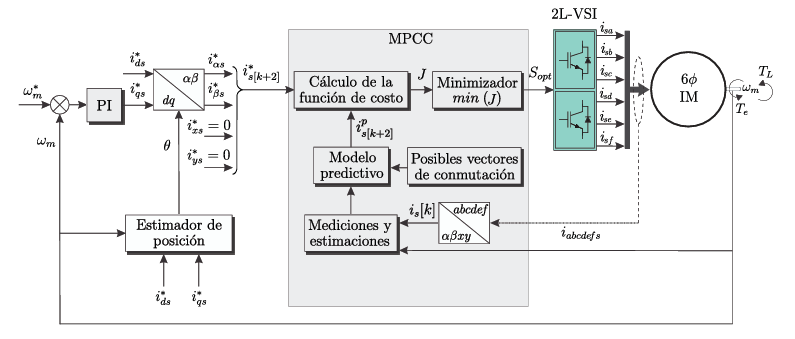 2L-VSI
MPCC
i*ds
i*αs
i*s[k+2]
αβ
dq
ω*m
PI
i*qs
i*βs
i*xs = 0
i*ys = 0
θ
ωm
Cálculo de la
función de costo
J
Minimizador
min (J)
Sopt
isa
isb
isc
isd
ise
isf
6ϕ
IM
TL
ωm
Te
i^p s[k+2]
Modelo
predictivo
Posibles vectores
de conmutación
Estimador de
posición
Mediciones y
estimaciones
is[k]
abcdef
αβxy
iabcdefs
i*ds
i*qs